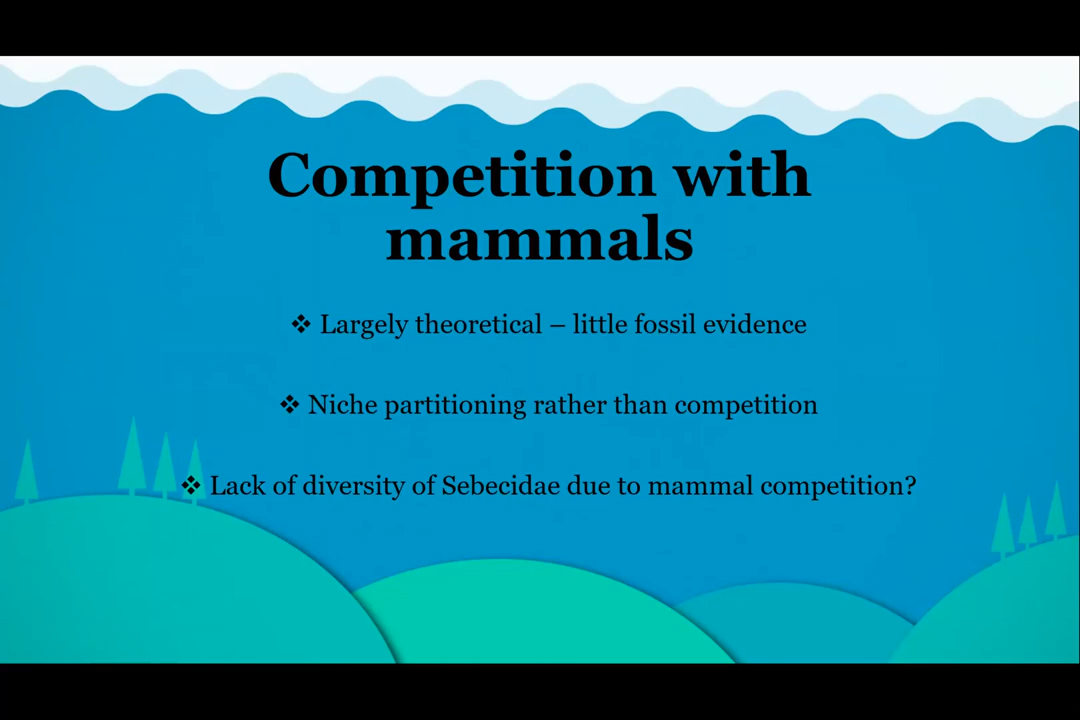 Competition with
mammals
❖ Largely theoretical – little fossil evidence
❖ Niche partitioning rather than competition
❖ Lack of diversity of Sebecidae due to mammal competition?